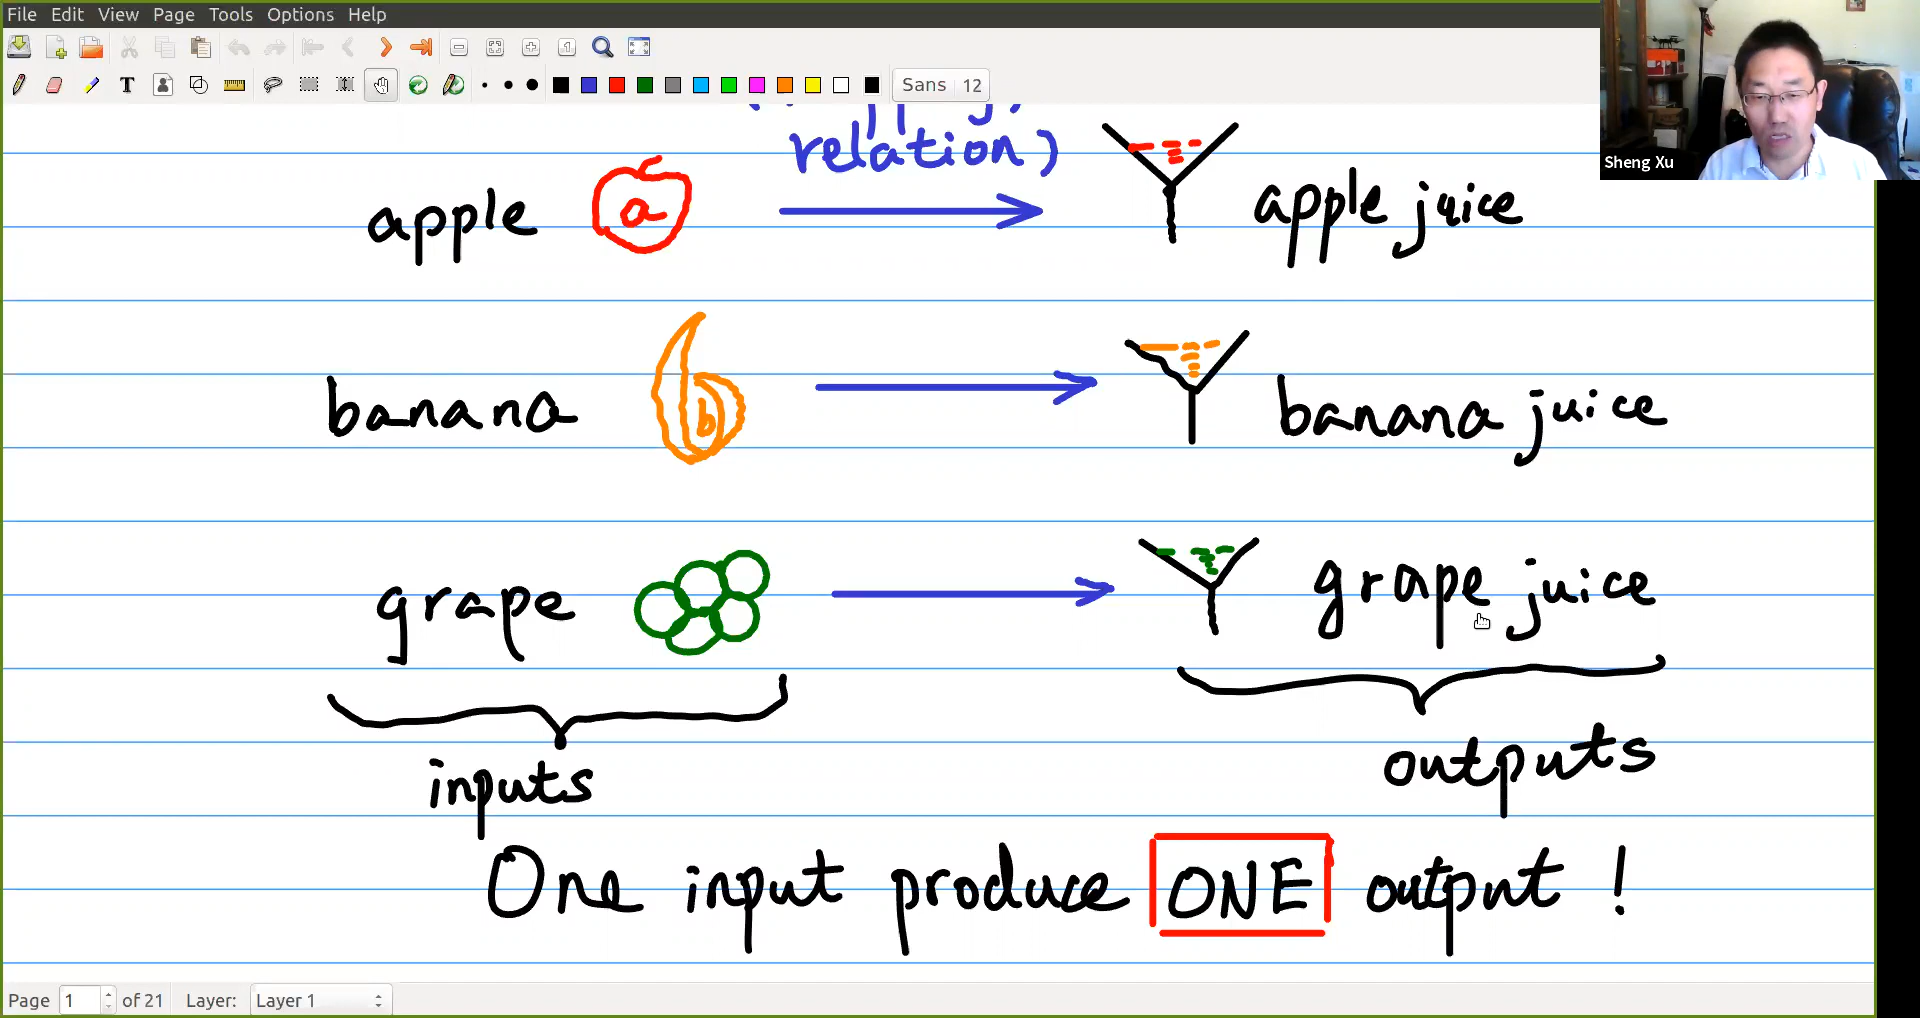 File Edit View Page Tools Options Help
Sans 12
Sheng Xu
relation)
apple a apple juice
banana b banana juice
grape grape juice
inputs outputs
One input produce ONE output !
Page 1 of 21 Layer: Layer 1